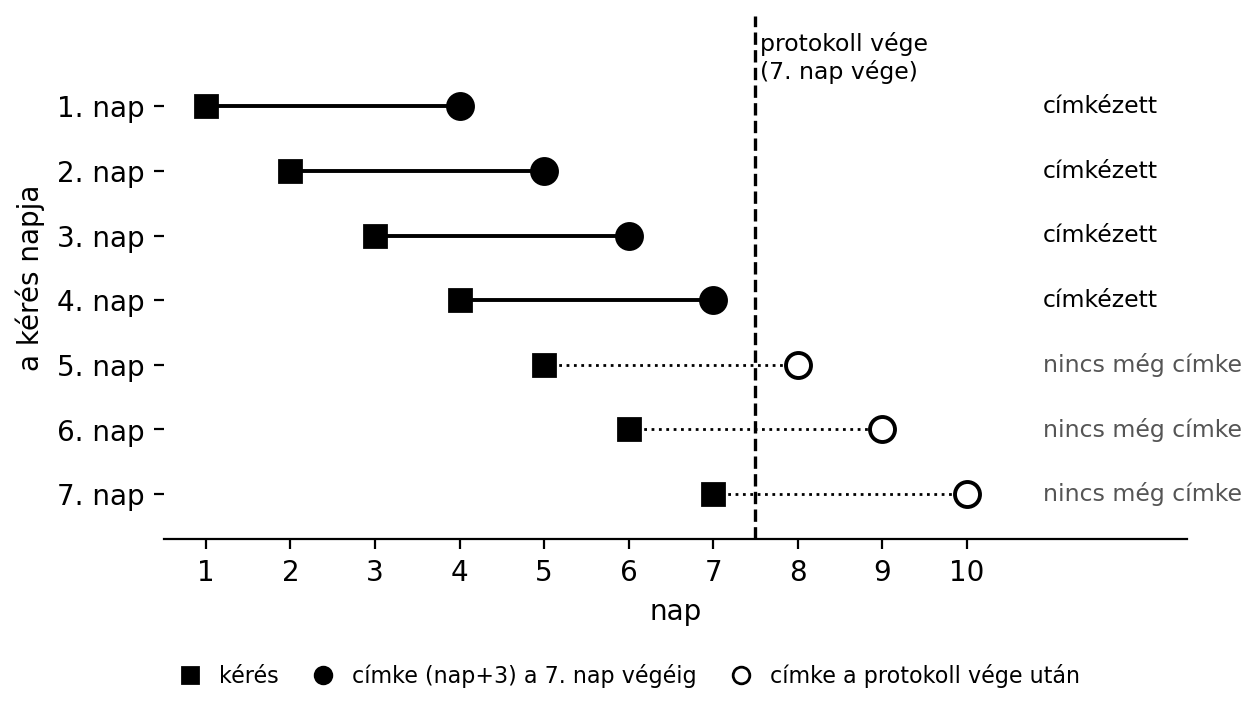 protokoll vége
(7. nap vége)
1. nap
címkézett
2. nap
címkézett
3. nap
címkézett
4. nap
címkézett
5. nap
nincs még címke
6. nap
nincs még címke
7. nap
nincs még címke
a kérés napja
1 2 3 4 5 6 7 8 9 10
nap
kérés címke (nap+3) a 7. nap végéig címke a protokoll vége után